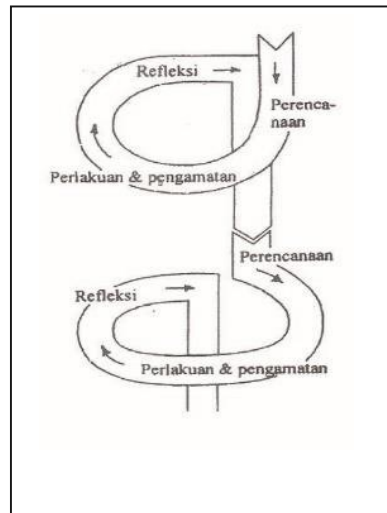 Refleksi
Perenca-
naan
Perlakuan & pengamatan
Perencanaan
Refleksi
Perlakuan & pengamatan